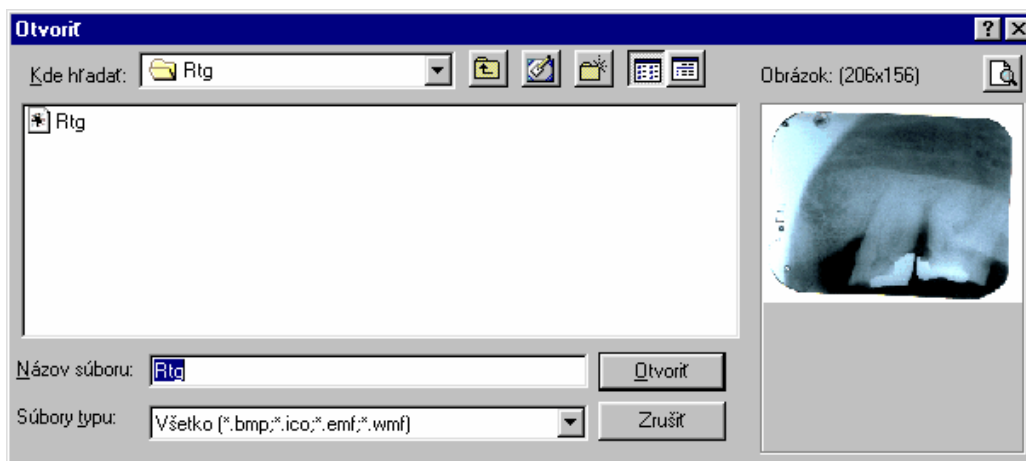 Otvoriť
Kde hľadať: Rtg
Obrázok: (206x156)
Rtg
Názov súboru: Rtg
Otvoriť
Súbory typu: Všetko (*.bmp;*.ico;*.emf;*.wmf)
Zrušiť